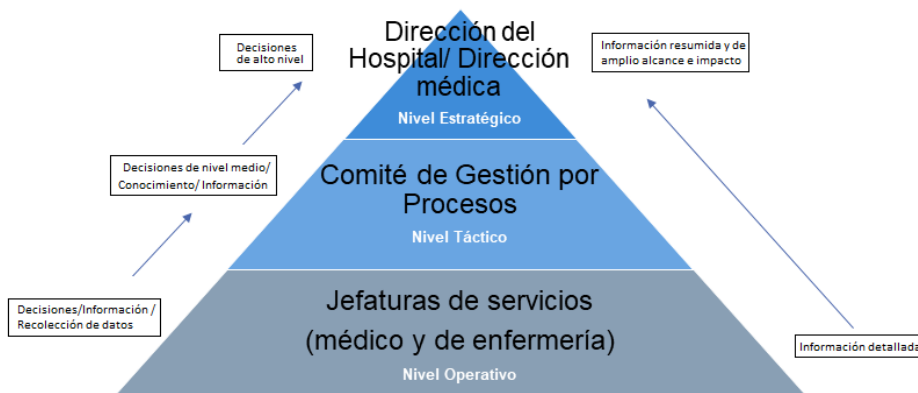 Dirección del
Hospital/ Dirección
médica
Nivel Estratégico
Decisiones
de alto nivel
Información resumida y de
amplio alcance e impacto
Decisiones de nivel medio/
Conocimiento/ Información
Comité de Gestión por
Procesos
Nivel Táctico
Decisiones/Información /
Recolección de datos
Jefaturas de servicios
(médico y de enfermería)
Nivel Operativo
Información detallada